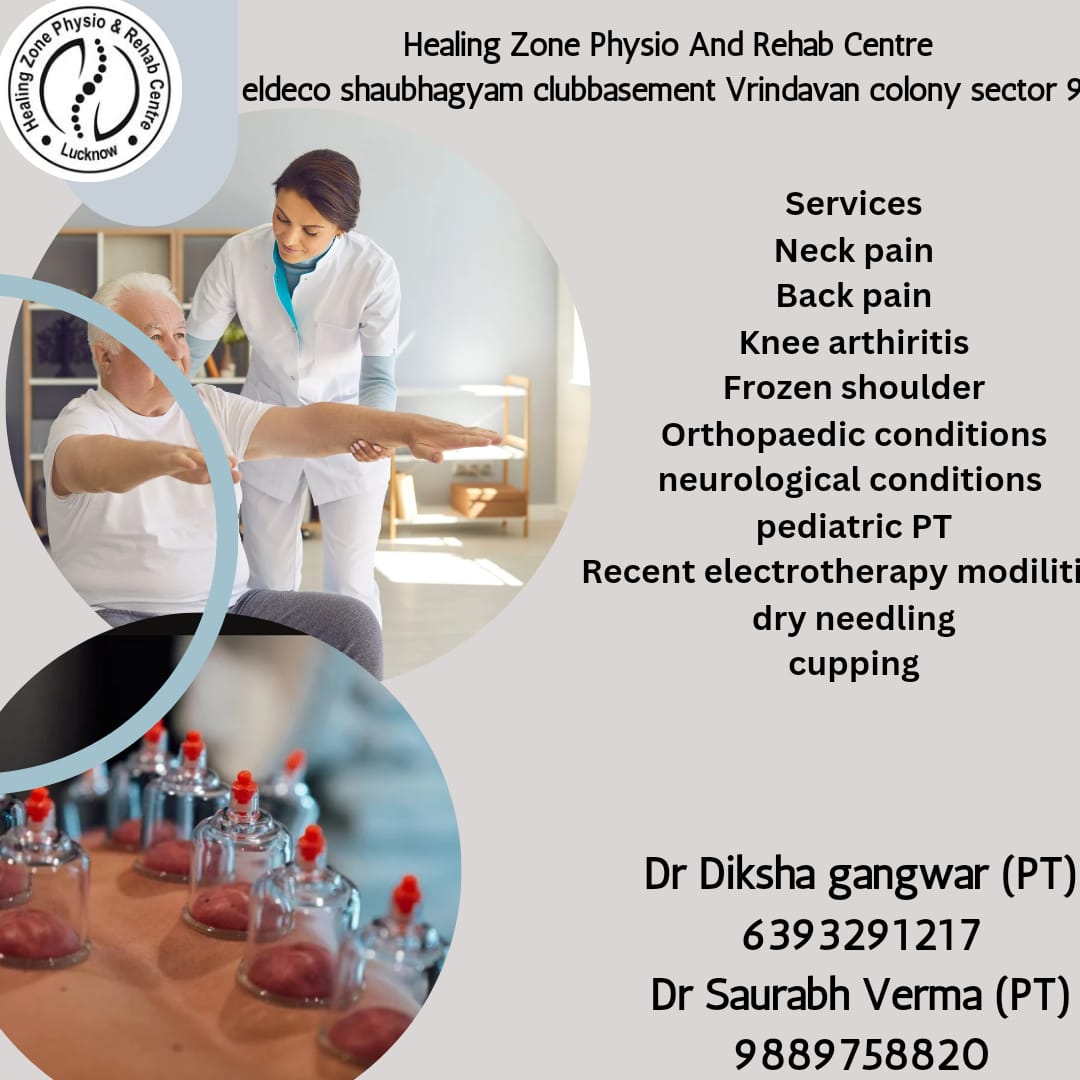 Healing Zone Physio & Rehab Centre
Lucknow
Healing Zone Physio And Rehab Centre
eldeco shaubhagyam clubbasement Vrindavan colony sector 9
Services
Neck pain
Back pain
Knee arthiritis
Frozen shoulder
Orthopaedic conditions
neurological conditions
pediatric PT
Recent electrotherapy modiliti
dry needling
cupping
Dr Diksha gangwar (PT)
6393291217
Dr Saurabh Verma (PT)
9889758820